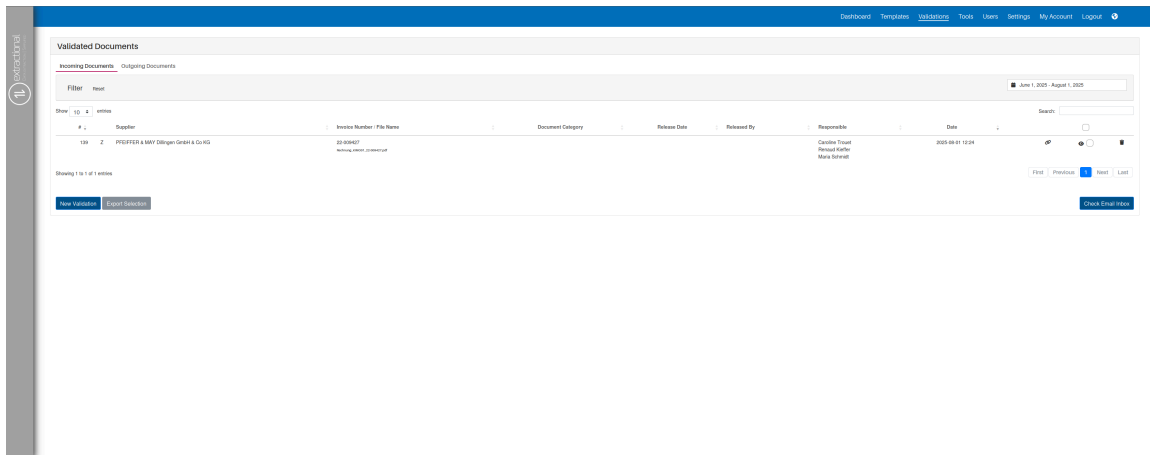 Dashboard Templates Validations Tools Users Settings My Account Logout
extractional
Validated Documents
Incoming Documents Outgoing Documents
Filter Reset
June 1, 2025 - August 1, 2025
Show 10 entries
Search:
# Supplier Invoice Number / File Name Document Category Release Date Released By Responsible Date
139 Z PFEIFFER & MAY Dillingen GmbH & Co KG 22-009427 Caroline Trouet 2025-08-01 12:24
Renaud Kieffer
Maria Schmidt
Showing 1 to 1 of 1 entries
First Previous 1 Next Last
New Validation Export Selection Check Email Inbox